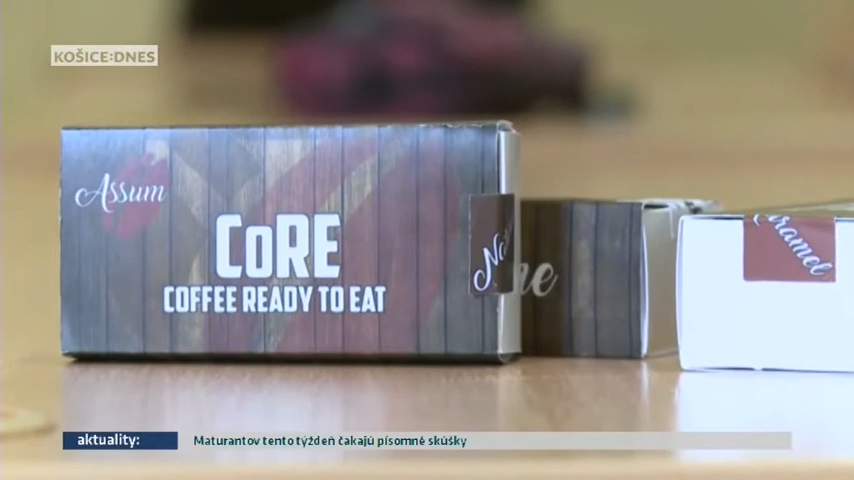 KOŠICE:DNES
Assum
CoRE
COFFEE READY TO EAT
aktuality:
Maturantov tento týždeň čakajú písomné skúšky